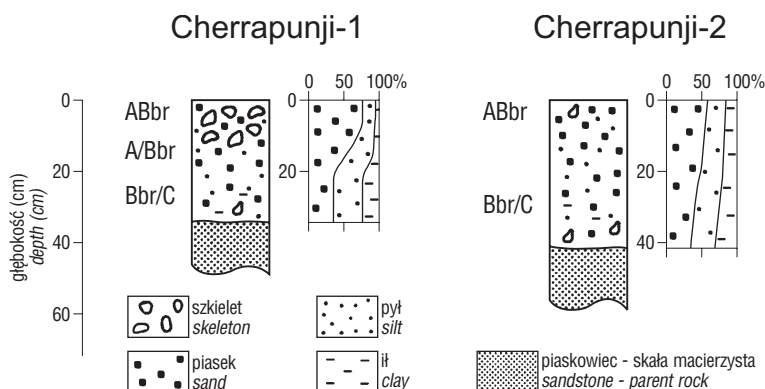 Cherrapunji-1
Cherrapunji-2
0 50 100%
0 50 100%
0
20
40
60
głębokość (cm)
depth (cm)
ABbr
A/Bbr
Bbr/C
20
ABbr
Bbr/C
0
20
40
szkielet
skeleton
pył
silt
piasek
sand
ił
clay
piaskowiec - skała macierzysta
sandstone - parent rock